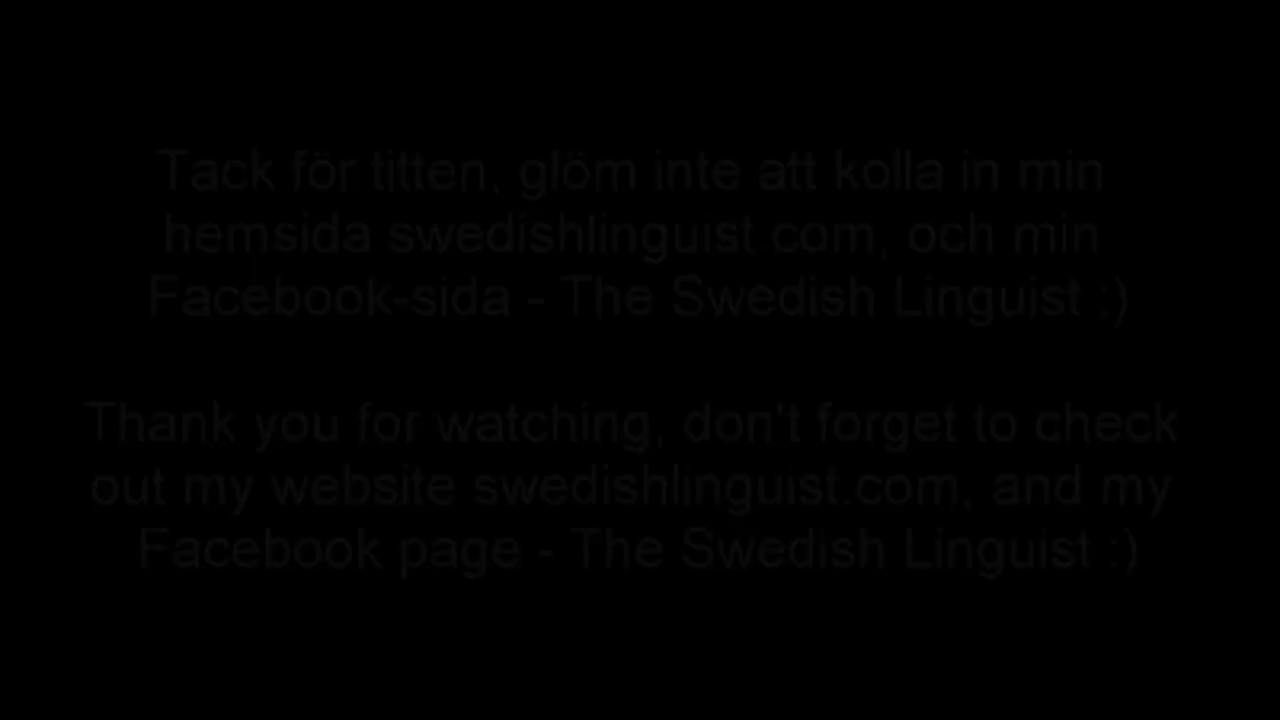 Tack för titten, glöm inte att kolla in min
hemsida swedishlinguist.com, och min
Facebook-sida - The Swedish Linguist :)
Thank you for watching, don't forget to check
out my website swedishlinguist.com, and my
Facebook page - The Swedish Linguist :)